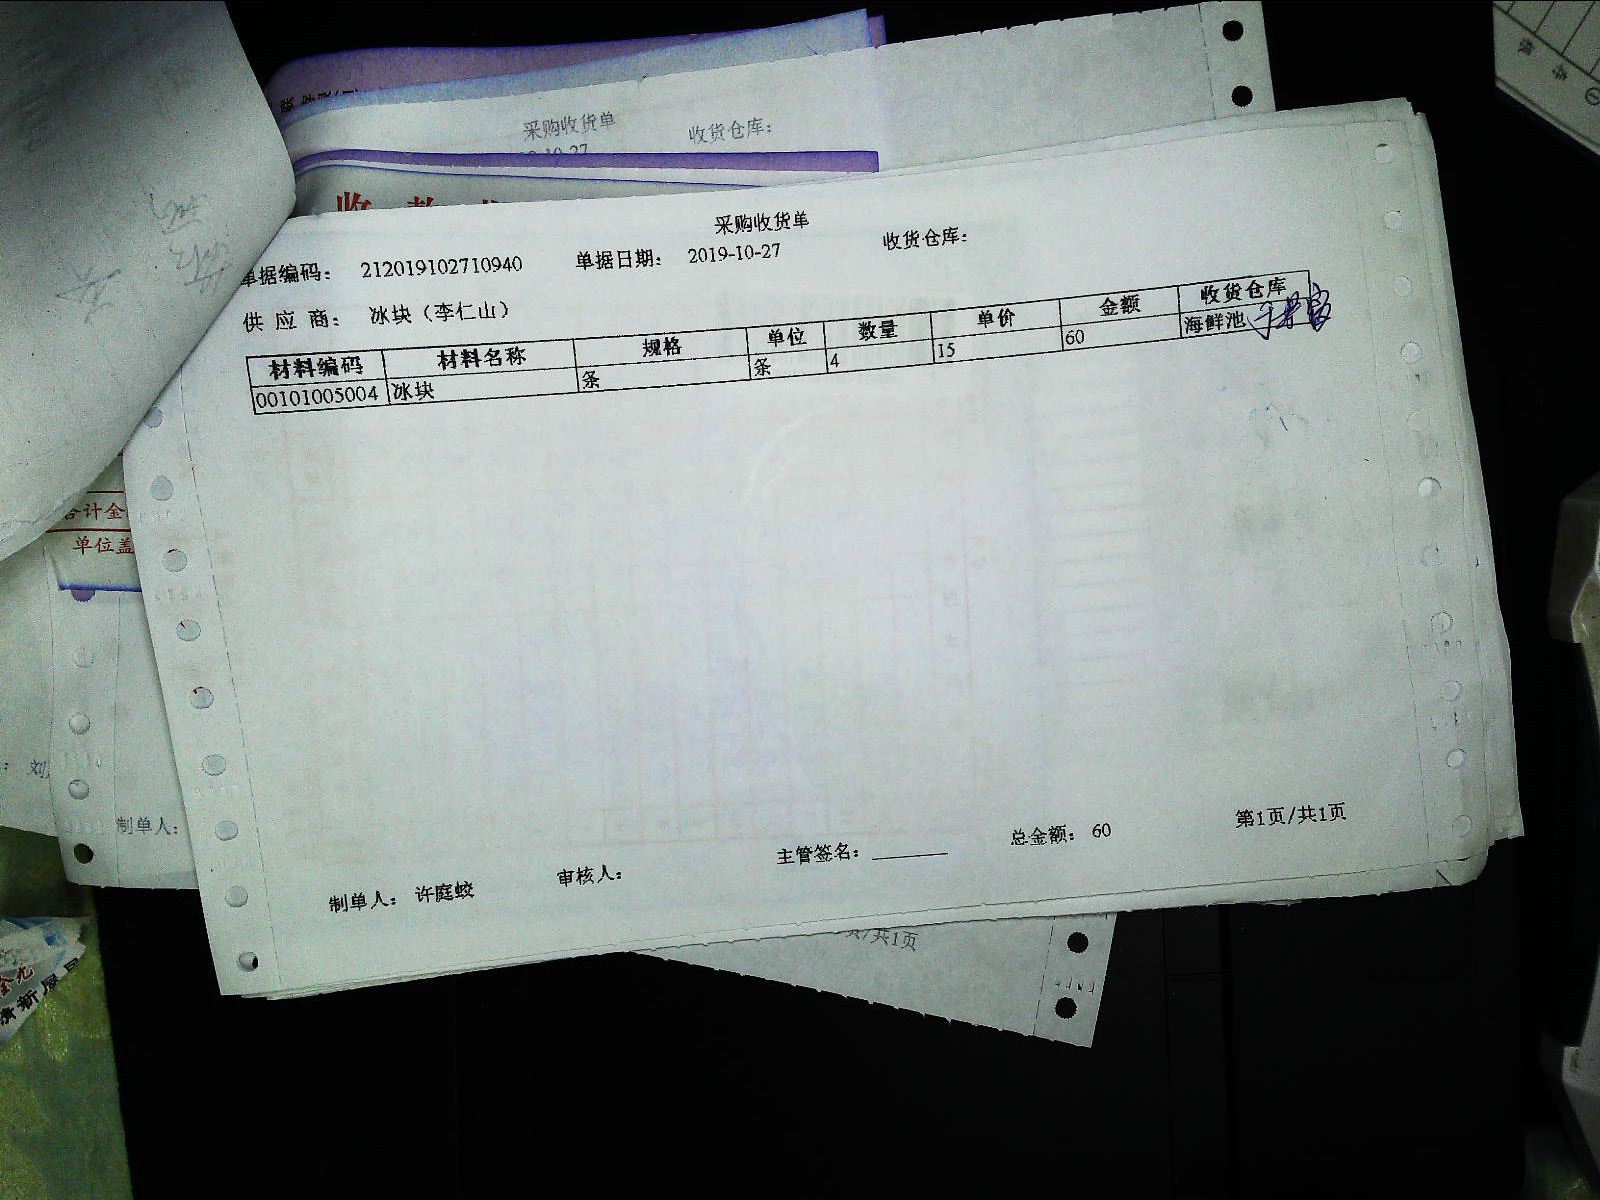 采购收货单
收货仓库：
采购收货单
单据编码： 212019102710940 单据日期： 2019-10-27 收货仓库：
供 应 商： 冰块（李仁山）
材料编码 材料名称 规格 单位 数量 单价 金额 收货仓库
00101005004 冰块 条 条 4 15 60 海鲜池
合计金
单位盖
制单人：
制单人： 许庭蛟 审核人： 主管签名： 总金额： 60 第1页/共1页
/共1页